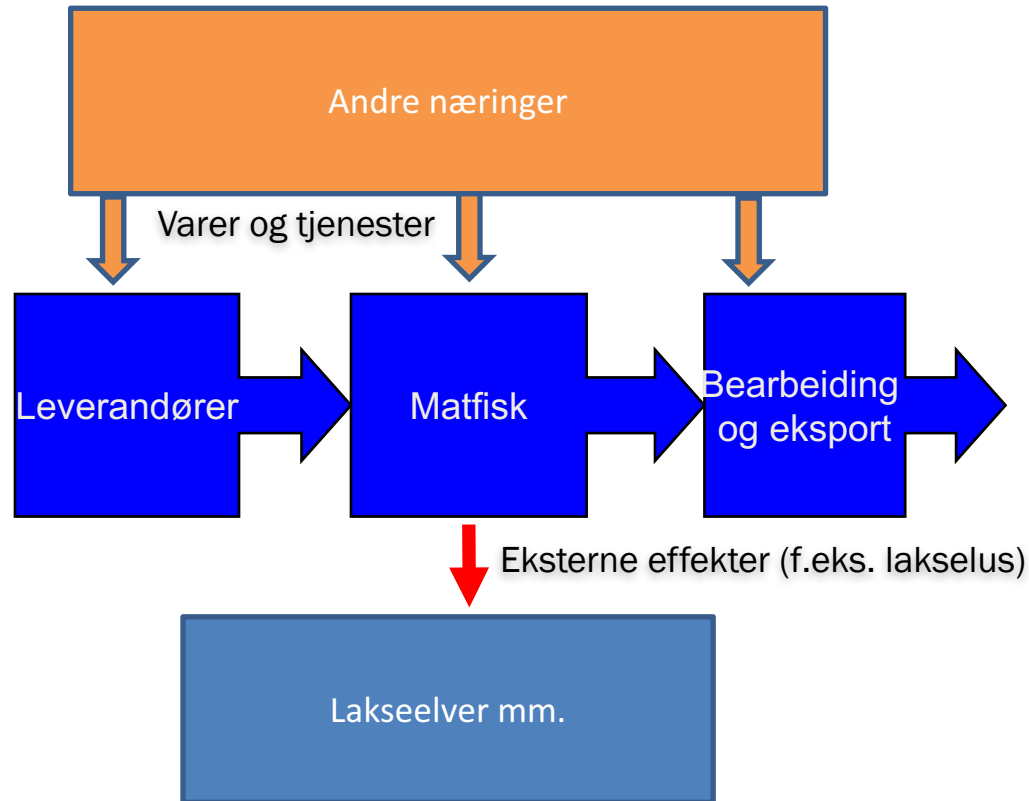 Andre næringer
Varer og tjenester
Leverandører
Matfisk
Bearbeiding
og eksport
Eksterne effekter (f.eks. lakselus)
Lakseelver mm.